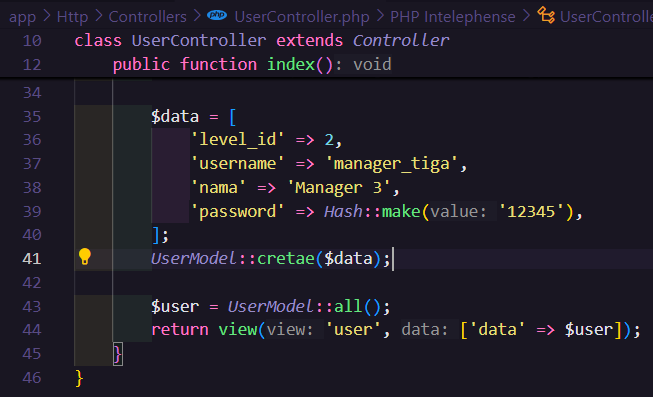 app > Http > Controllers > php UserController.php > PHP Intelephense > UserControlle
10 class UserController extends Controller
12 public function index(): void
34
35 $data = [
36 'level_id' => 2,
37 'username' => 'manager_tiga',
38 'nama' => 'Manager 3',
39 'password' => Hash::make(value: '12345'),
40 ];
41 UserModel::cretae($data);
42
43 $user = UserModel::all();
44 return view(view: 'user', data: ['data' => $user]);
45 }
46 }